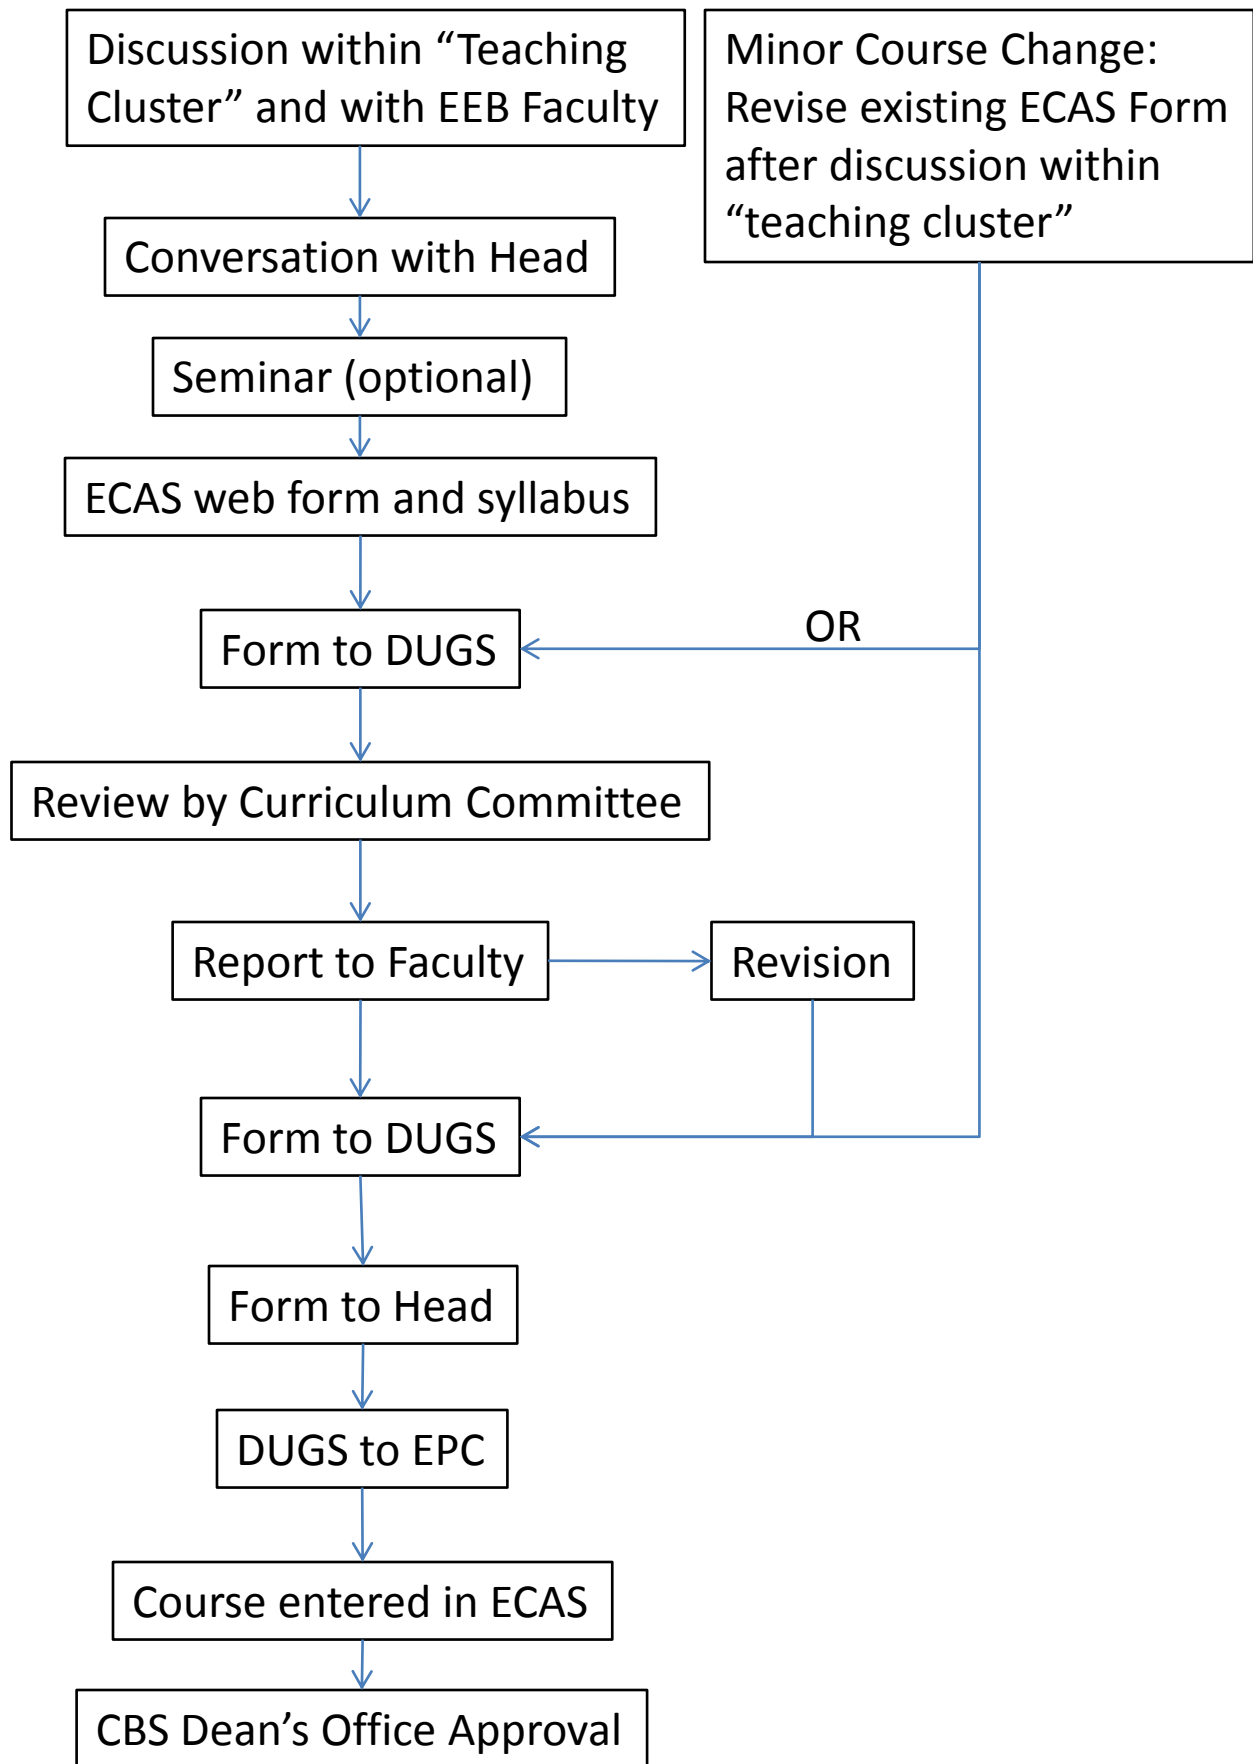 Discussion within “Teaching
Cluster” and with EEB Faculty
Minor Course Change:
Revise existing ECAS Form
after discussion within
“teaching cluster”
Conversation with Head
Seminar (optional)
ECAS web form and syllabus
Form to DUGS
OR
Review by Curriculum Committee
Report to Faculty
Revision
Form to DUGS
Form to Head
DUGS to EPC
Course entered in ECAS
CBS Dean’s Office Approval